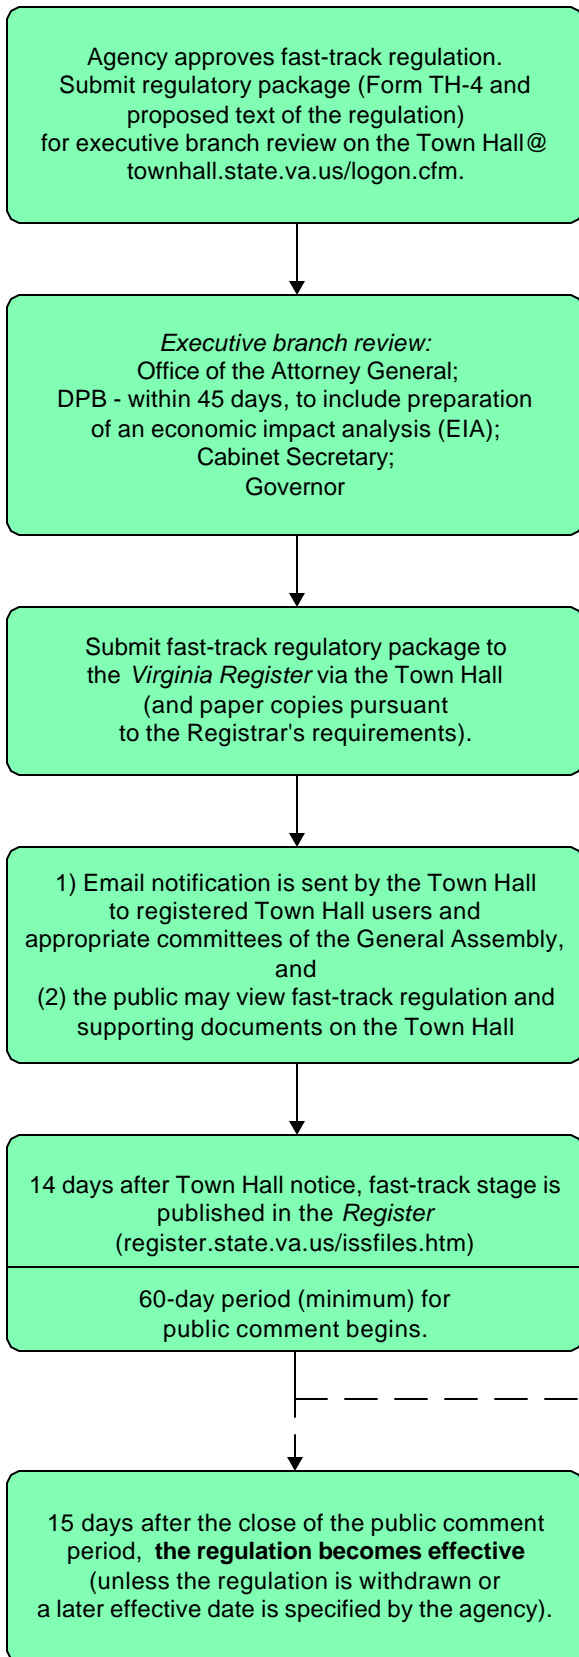 Agency approves fast-track regulation.
Submit regulatory package (Form TH-4 and
proposed text of the regulation)
for executive branch review on the Town Hall@
townhall.state.va.us/logon.cfm.
Executive branch review:
Office of the Attorney General;
DPB - within 45 days, to include preparation
of an economic impact analysis (EIA);
Cabinet Secretary;
Governor
Submit fast-track regulatory package to
the Virginia Register via the Town Hall
(and paper copies pursuant
to the Registrar's requirements).
1) Email notification is sent by the Town Hall
to registered Town Hall users and
appropriate committees of the General Assembly,
and
(2) the public may view fast-track regulation and
supporting documents on the Town Hall
14 days after Town Hall notice, fast-track stage is
published in the Register
(register.state.va.us/issfiles.htm)
60-day period (minimum) for
public comment begins.
15 days after the close of the public comment
period, the regulation becomes effective
(unless the regulation is withdrawn or
a later effective date is specified by the agency).